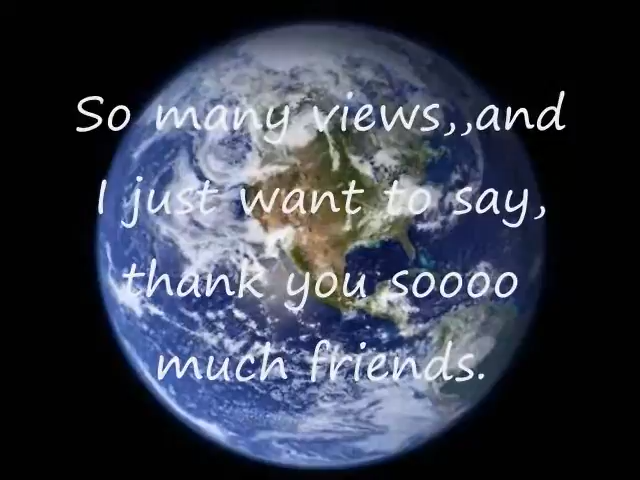 So many views,,and
I just want to say,
thank you soooo
much friends.